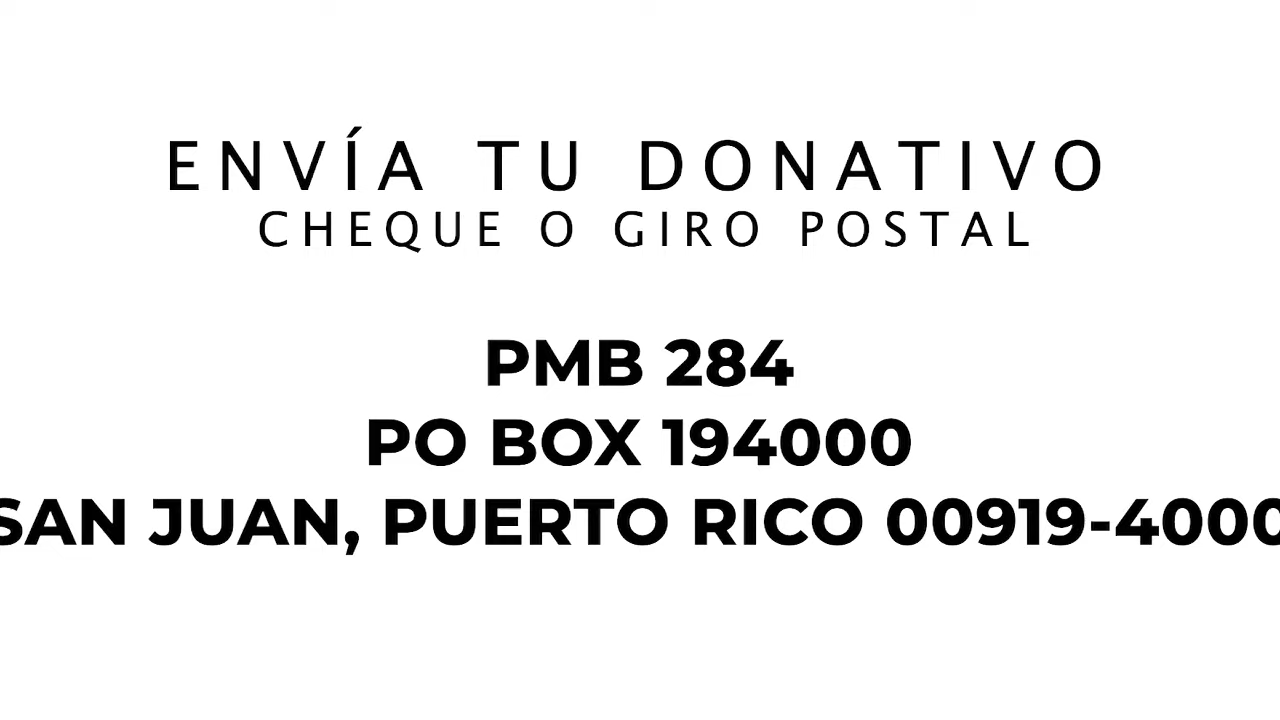 ENVÍA TU DONATIVO
CHEQUE O GIRO POSTAL
PMB 284
PO BOX 194000
SAN JUAN, PUERTO RICO 00919-4000